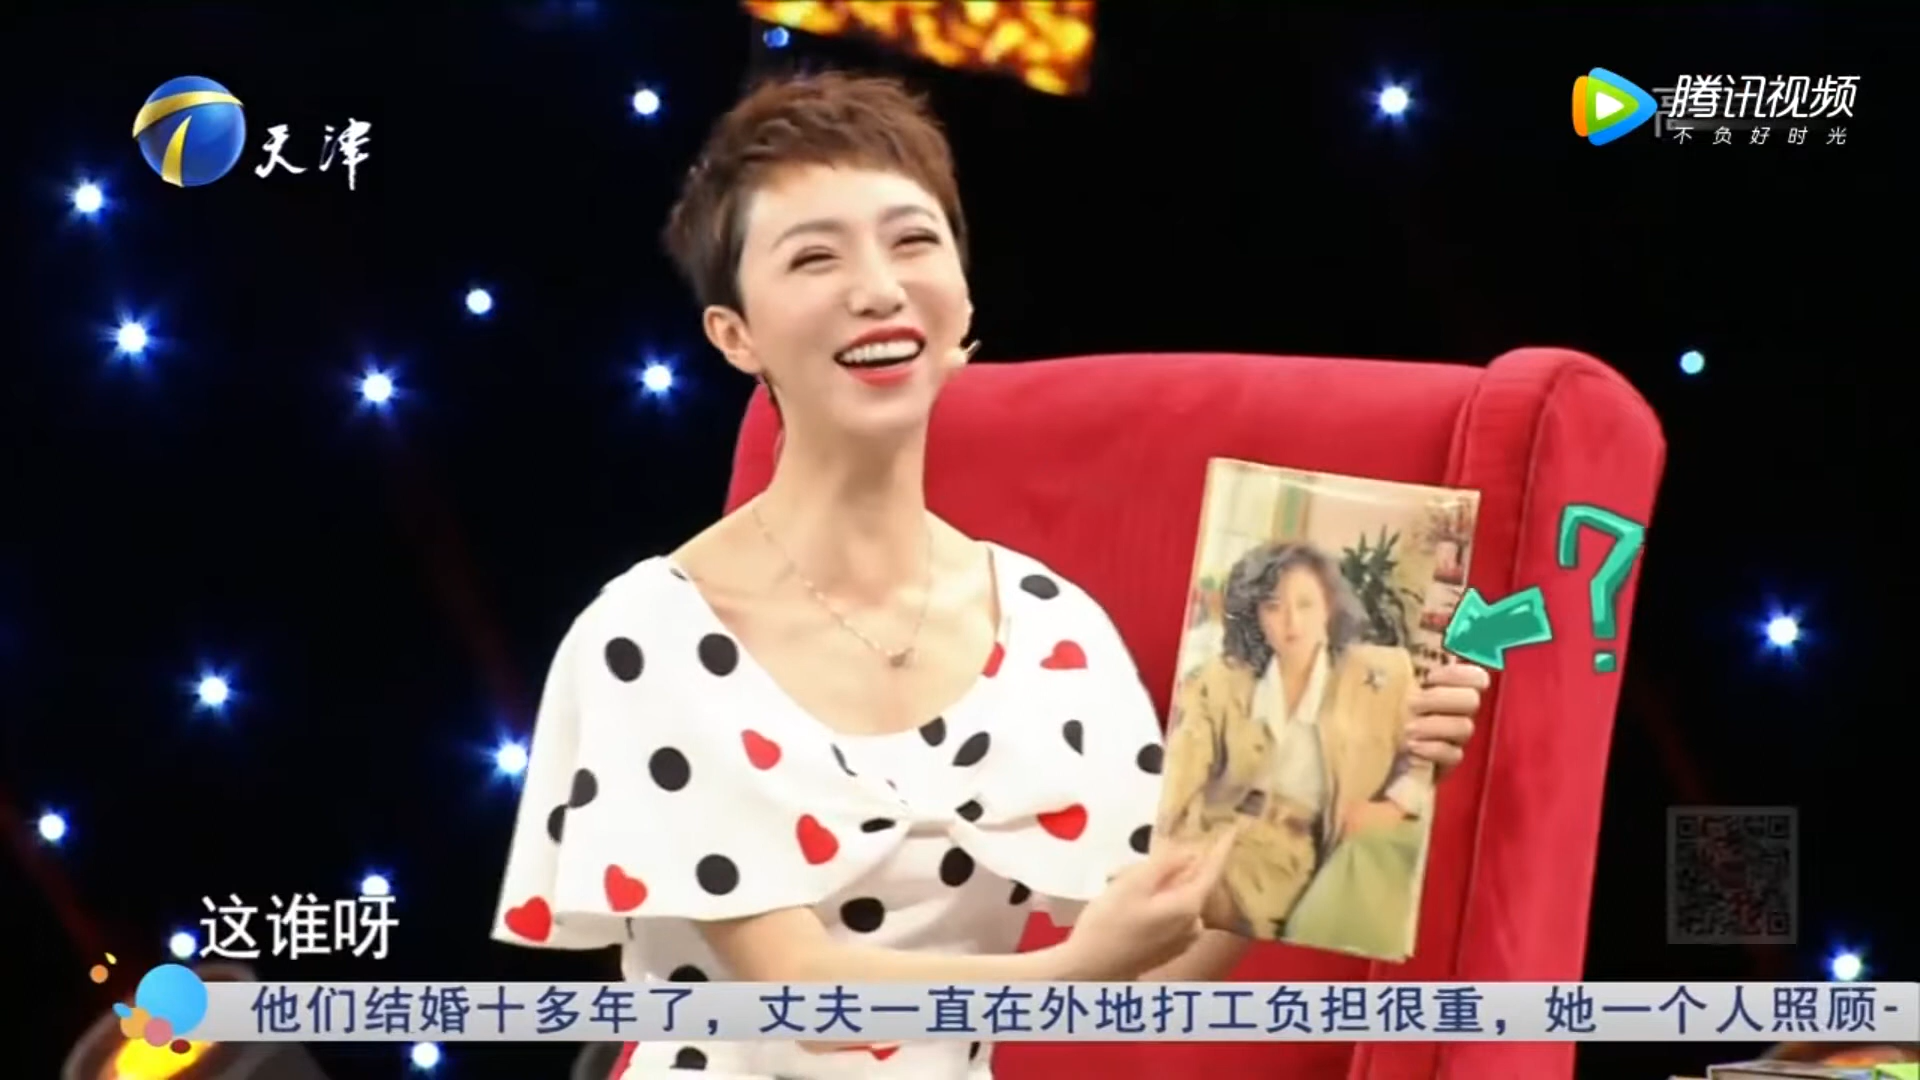 天津
腾讯视频
不负好时光
?
这谁呀
他们结婚十多年了，丈夫一直在外地打工负担很重，她一个人照顾